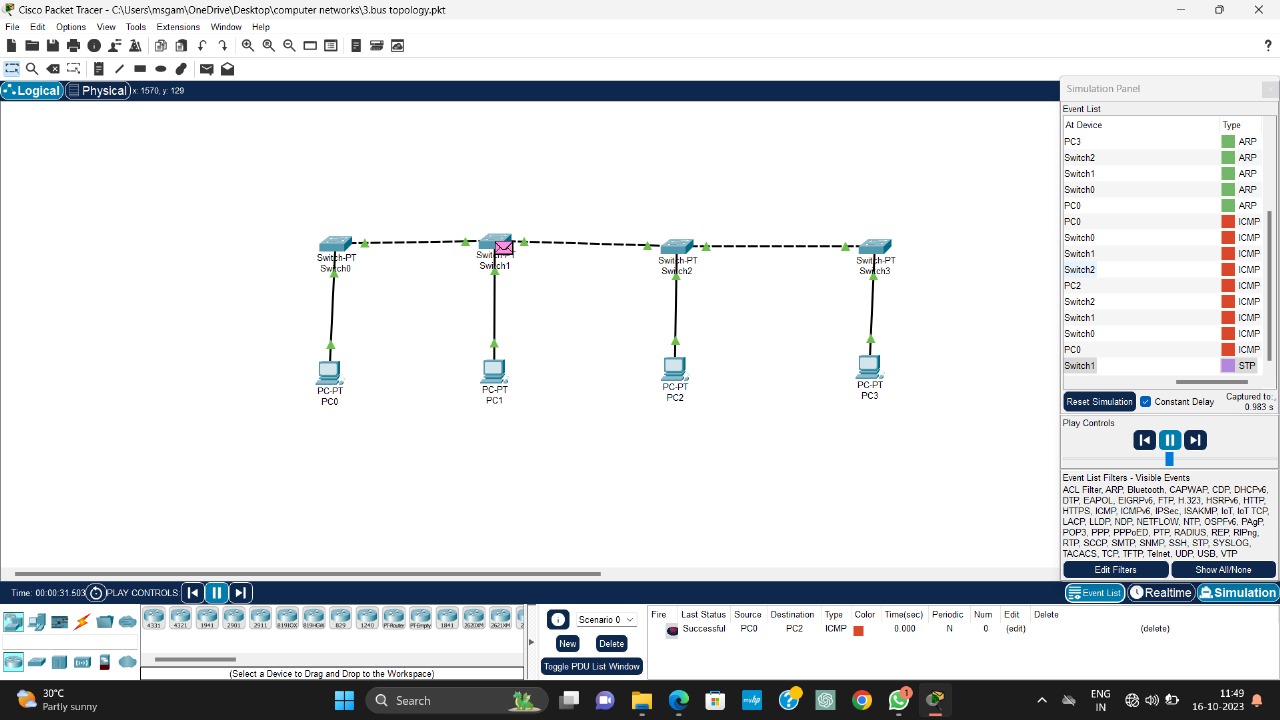 Cisco Packet Tracer - C:\Users\msgam\OneDrive\Desktop\computer networks\3.bus topology.pkt
File Edit Options View Tools Extensions Window Help
?
Logical Physical x: 1570, y: 129
Simulation Panel
Event List
At Device Type
PC3 ARP
Switch2 ARP
Switch1 ARP
Switch0 ARP
PC0 ARP
PC0 ICMP
Switch0 ICMP
Switch1 ICMP
Switch2 ICMP
PC2 ICMP
Switch2 ICMP
Switch1 ICMP
Switch0 ICMP
PC0 ICMP
Switch1 STP
Switch-PT
Switch0
Switch-PT
Switch1
Switch-PT
Switch2
Switch-PT
Switch3
PC-PT
PC0
PC-PT
PC1
PC-PT
PC2
PC-PT
PC3
Reset Simulation Constant Delay Captured to:
0.983 s
Play Controls
Event List Filters - Visible Events
ACL Filter, ARP, Bluetooth, CAPWAP, CDP, DHCPv6,
DTP, EAPOL, EIGRPv6, FTP, H.323, HSRPv6, HTTP,
HTTPS, ICMP, ICMPv6, IPSec, ISAKMP, IoT, IoT TCP,
LACP, LLDP, NDP, NETFLOW, NTP, OSPFv6, PAgP,
POP3, PPP, PPPoED, PTP, RADIUS, REP, RIPng,
RTP, SCCP, SMTP, SNMP, SSH, STP, SYSLOG,
TACACS, TCP, TFTP, Telnet, UDP, USB, VTP
Edit Filters Show All/None
Time: 00:00:31.503 PLAY CONTROLS: Event List Realtime Simulation
4331 4321 1941 2901 2911 819IOX 819HGW 829 1240 PT-Router PT-Empty 1841 2620XM 2621XM
(Select a Device to Drag and Drop to the Workspace)
Scenario 0
New Delete
Toggle PDU List Window
Fire Last Status Source Destination Type Color Time(sec) Periodic Num Edit Delete
Successful PC0 PC2 ICMP 0.000 N 0 (edit) (delete)
30°C
Partly sunny
Search
1
ENG
IN
11:49
16-10-2023